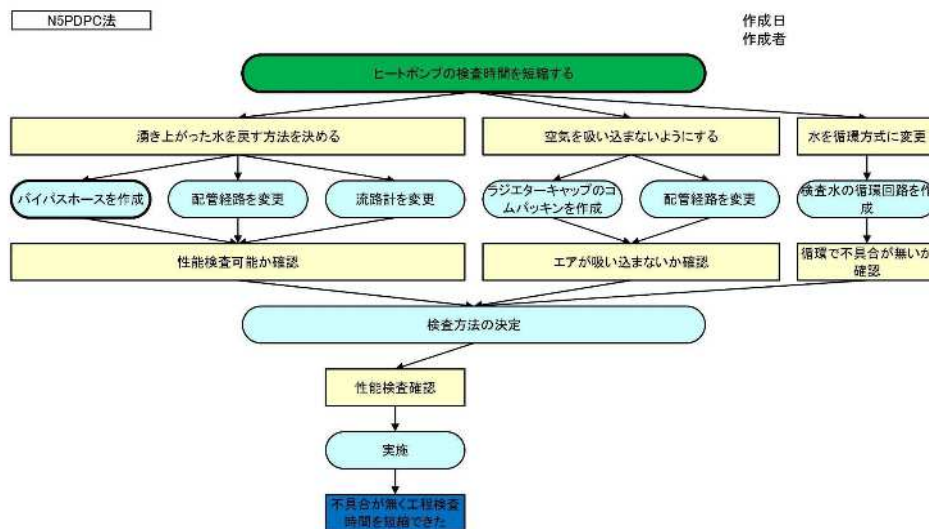 N5PDPC法
作成日
作成者
ヒートポンプの検査時間を短縮する
湧き上がった水を戻す方法を決める
空気を吸い込まないようにする
水を循環方式に変更
バイパスホースを作成
配管経路を変更
流路計を変更
ラジエターキャップのゴ
ムパッキンを作成
配管経路を変更
検査水の循環回路を作
成
性能検査可能か確認
エアが吸い込まないか確認
循環で不具合が無いか
確認
検査方法の決定
性能検査確認
実施
不具合が無く工程検査
時間を短縮できた